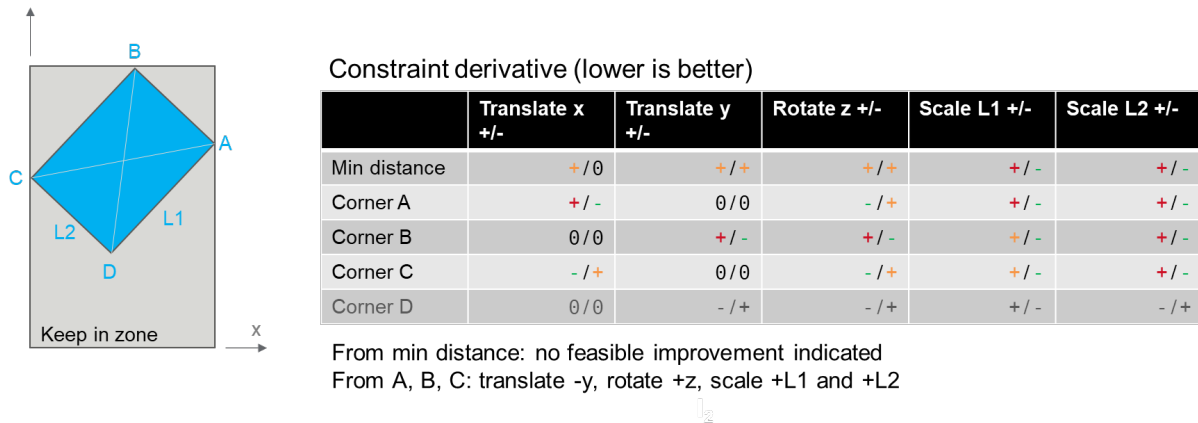 B
A
C
L2
L1
D
Keep in zone
x
Constraint derivative (lower is better)
Translate x +/- Translate y +/- Rotate z +/- Scale L1 +/- Scale L2 +/-
Min distance +/0 +/+ +/+ +/- +/-
Corner A +/- 0/0 -/+ +/- +/-
Corner B 0/0 +/- +/- +/- +/-
Corner C -/+ 0/0 -/+ +/- +/-
Corner D 0/0 -/+ -/+ +/- -/+
From min distance: no feasible improvement indicated
From A, B, C: translate -y, rotate +z, scale +L1 and +L2